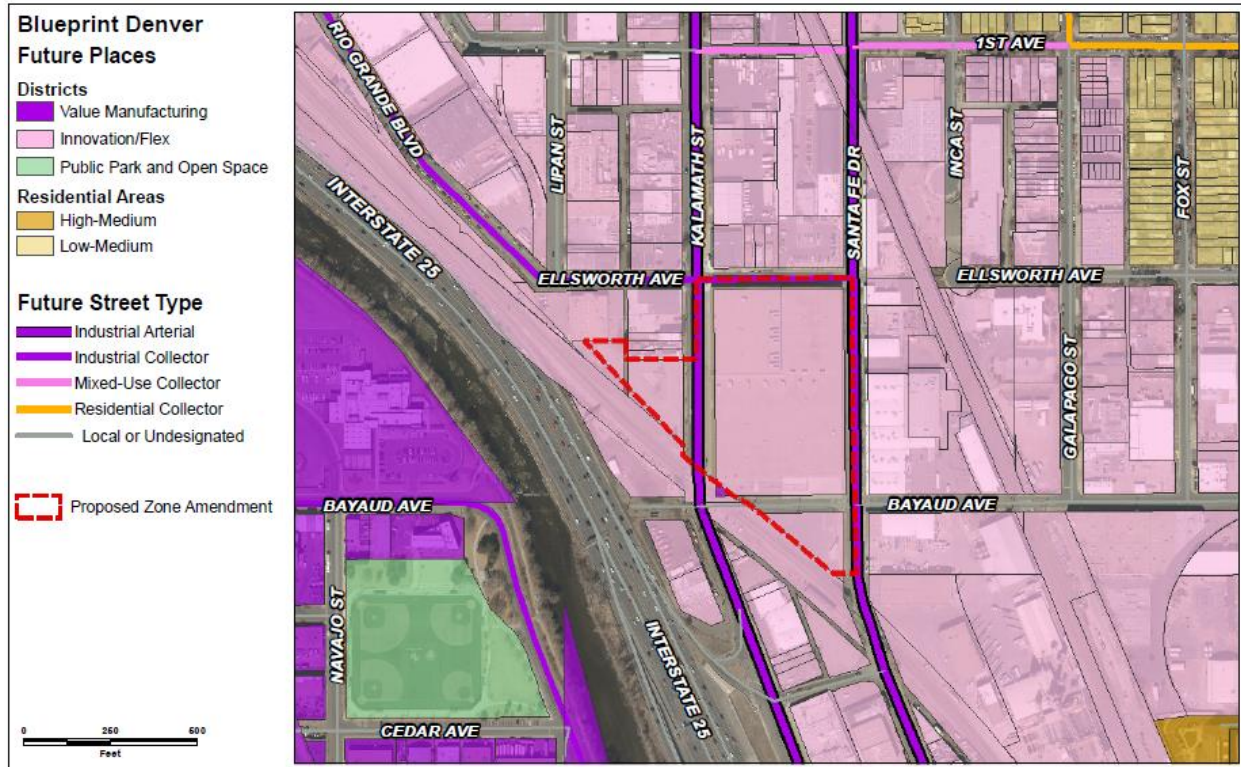 Blueprint Denver
Future Places
Districts
Value Manufacturing
Innovation/Flex
Public Park and Open Space
Residential Areas
High-Medium
Low-Medium
Future Street Type
Industrial Arterial
Industrial Collector
Mixed-Use Collector
Residential Collector
Local or Undesignated
Proposed Zone Amendment
0 250 500
Feet
RIO GRANDE BLVD
1ST AVE
LIPAN ST
KALAMATH ST
SANTA FE DR
INCA ST
FOX ST
INTERSTATE 25
ELLSWORTH AVE
ELLSWORTH AVE
GALAPAGO ST
BAYAUD AVE
BAYAUD AVE
NAVAJO ST
INTERSTATE 25
CEDAR AVE